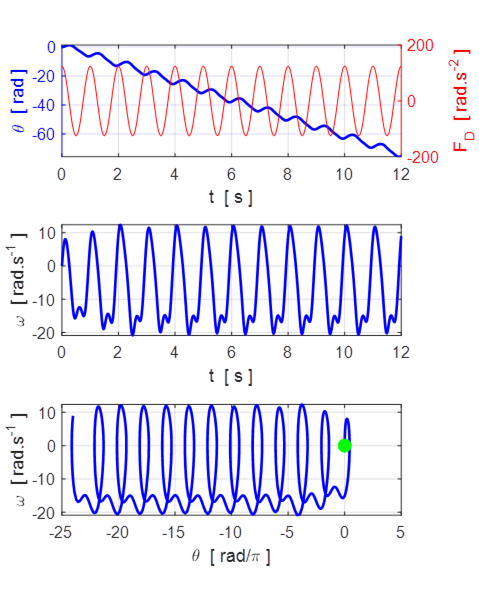 0
-20
-40
-60
θ [ rad ]
200
100
0
-100
-200
F_D [ rad.s^-2 ]
0 2 4 6 8 10 12
t [ s ]
10
0
-10
-20
ω [ rad.s^-1 ]
0 2 4 6 8 10 12
t [ s ]
10
0
-10
-20
ω [ rad.s^-1 ]
-25 -20 -15 -10 -5 0 5
θ [ rad/π ]